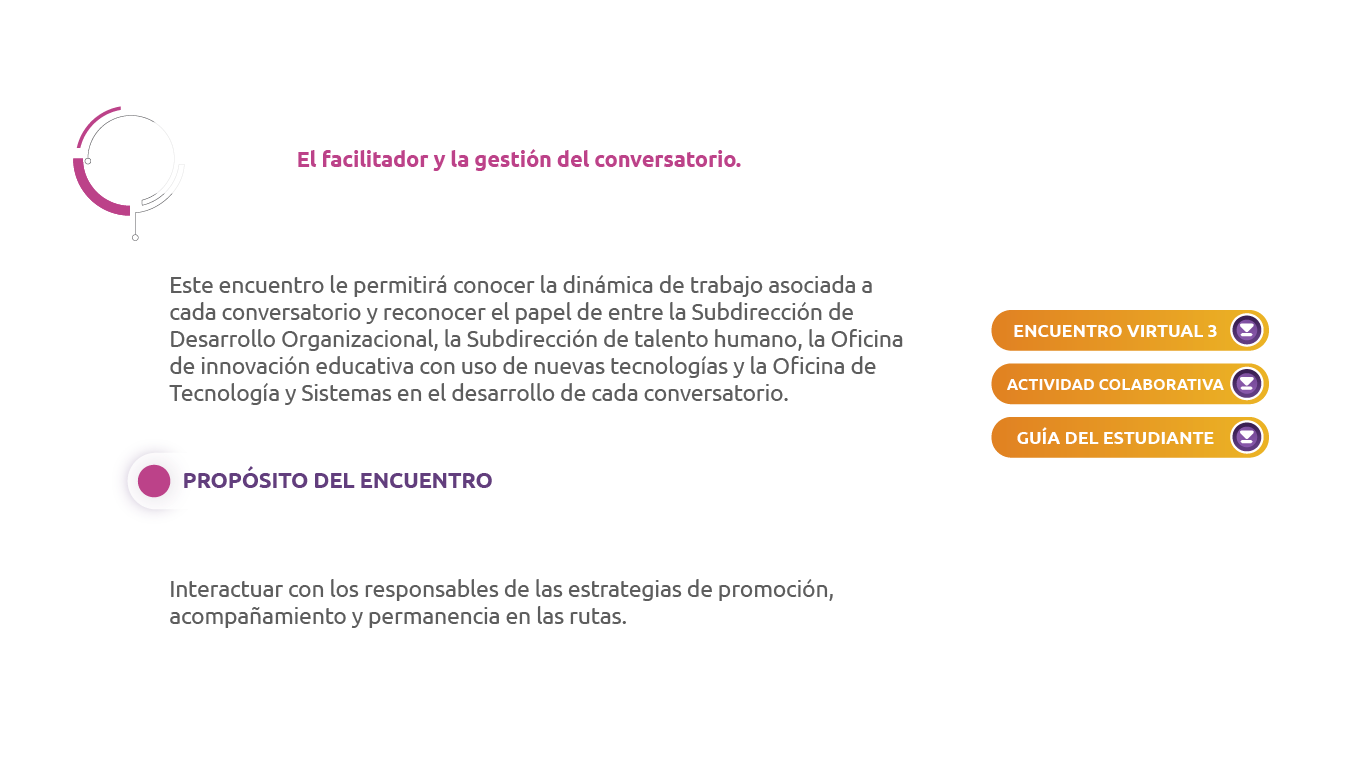 El facilitador y la gestión del conversatorio.
Este encuentro le permitirá conocer la dinámica de trabajo asociada a
cada conversatorio y reconocer el papel de entre la Subdirección de
Desarrollo Organizacional, la Subdirección de talento humano, la Oficina
de innovación educativa con uso de nuevas tecnologías y la Oficina de
Tecnología y Sistemas en el desarrollo de cada conversatorio.
PROPÓSITO DEL ENCUENTRO
Interactuar con los responsables de las estrategias de promoción,
acompañamiento y permanencia en las rutas.
ENCUENTRO VIRTUAL 3
ACTIVIDAD COLABORATIVA
GUÍA DEL ESTUDIANTE